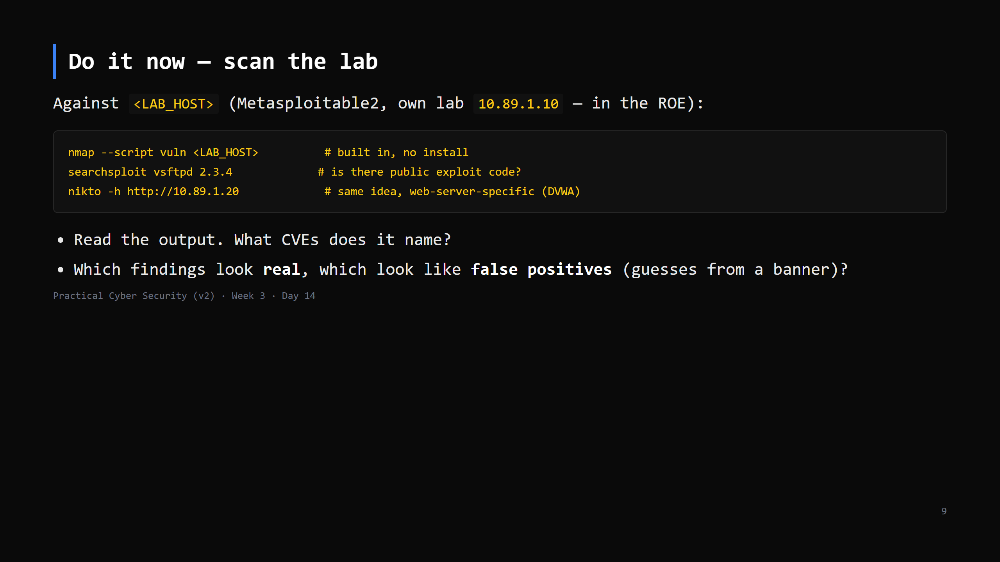 Do it now — scan the lab
Against <LAB_HOST> (Metasploitable2, own lab 10.89.1.10 — in the ROE):
nmap --script vuln <LAB_HOST>          # built in, no install
searchsploit vsftpd 2.3.4             # is there public exploit code?
nikto -h http://10.89.1.20             # same idea, web-server-specific (DVWA)
• Read the output. What CVEs does it name?
• Which findings look real, which look like false positives (guesses from a banner)?
Practical Cyber Security (v2) · Week 3 · Day 14
9